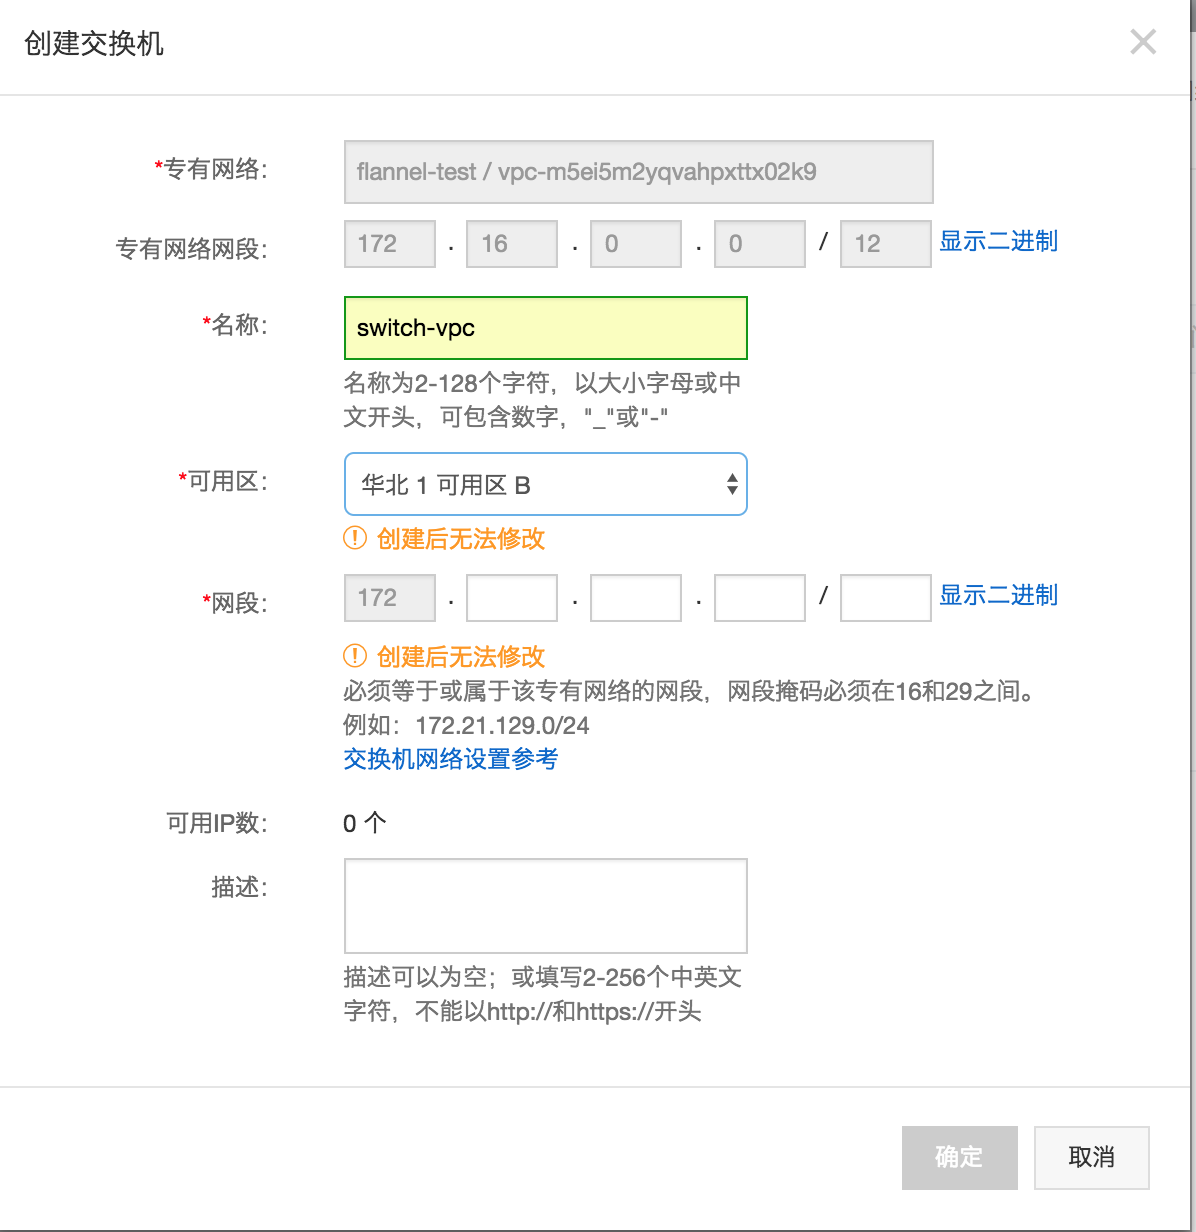 创建交换机
*专有网络: flannel-test / vpc-m5ei5m2yqvahpxttx02k9
专有网络网段: 172 . 16 . 0 . 0 / 12 显示二进制
*名称: switch-vpc
名称为2-128个字符，以大小字母或中
文开头，可包含数字，"_"或"-"
*可用区: 华北 1 可用区 B
创建后无法修改
*网段: 172 . . . / 显示二进制
创建后无法修改
必须等于或属于该专有网络的网段，网段掩码必须在16和29之间。
例如：172.21.129.0/24
交换机网络设置参考
可用IP数: 0 个
描述:
描述可以为空；或填写2-256个中英文
字符，不能以http://和https://开头
确定 取消